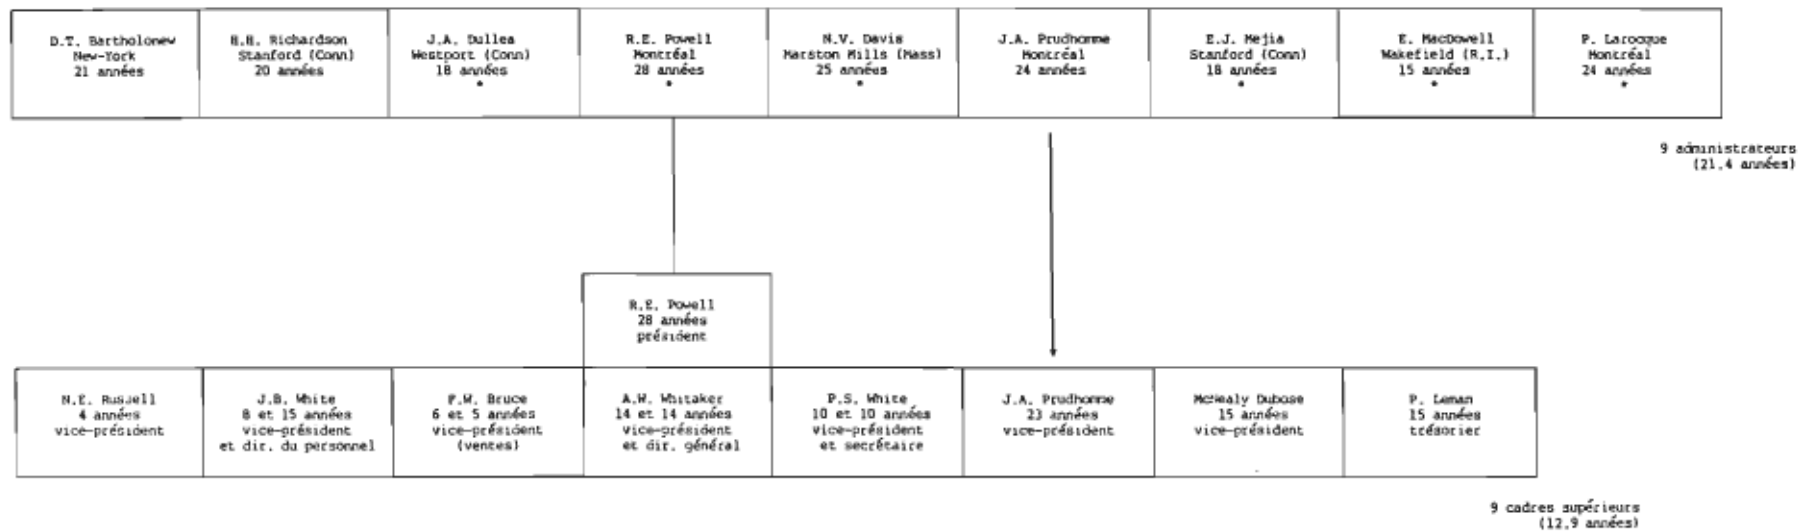 D.T. Bartholomew
New-York
21 années
H.H. Richardson
Stanford (Conn)
20 années
J.A. Dullea
Westport (Conn)
18 années
*
R.E. Powell
Montréal
28 années
*
N.V. Davis
Marston Mills (Mass)
25 années
*
J.A. Prudhomme
Montréal
24 années
E.J. Mejia
Stanford (Conn)
18 années
*
E. MacDowell
Wakefield (R.I.)
15 années
*
P. Larocque
Montréal
24 années
*
9 administrateurs
(21,4 années)
R.E. Powell
28 années
président
N.E. Russell
4 années
vice-président
J.B. White
8 et 15 années
vice-président
et dir. du personnel
F.W. Bruce
6 et 5 années
vice-président
(ventes)
A.W. Whitaker
14 et 14 années
vice-président
et dir. général
P.S. White
10 et 10 années
vice-président
et secrétaire
J.A. Prudhomme
23 années
vice-président
McNealy Dubose
15 années
vice-président
P. Leman
15 années
trésorier
9 cadres supérieurs
(12,9 années)